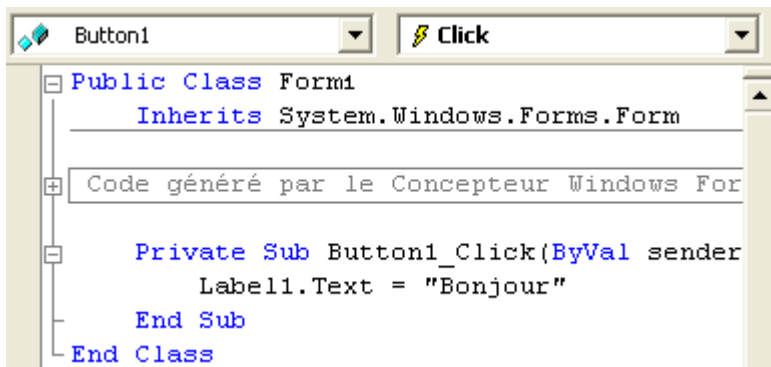 Button1 Click
Public Class Form1
Inherits System.Windows.Forms.Form
Code généré par le Concepteur Windows For
Private Sub Button1_Click(ByVal sender
Label1.Text = "Bonjour"
End Sub
End Class